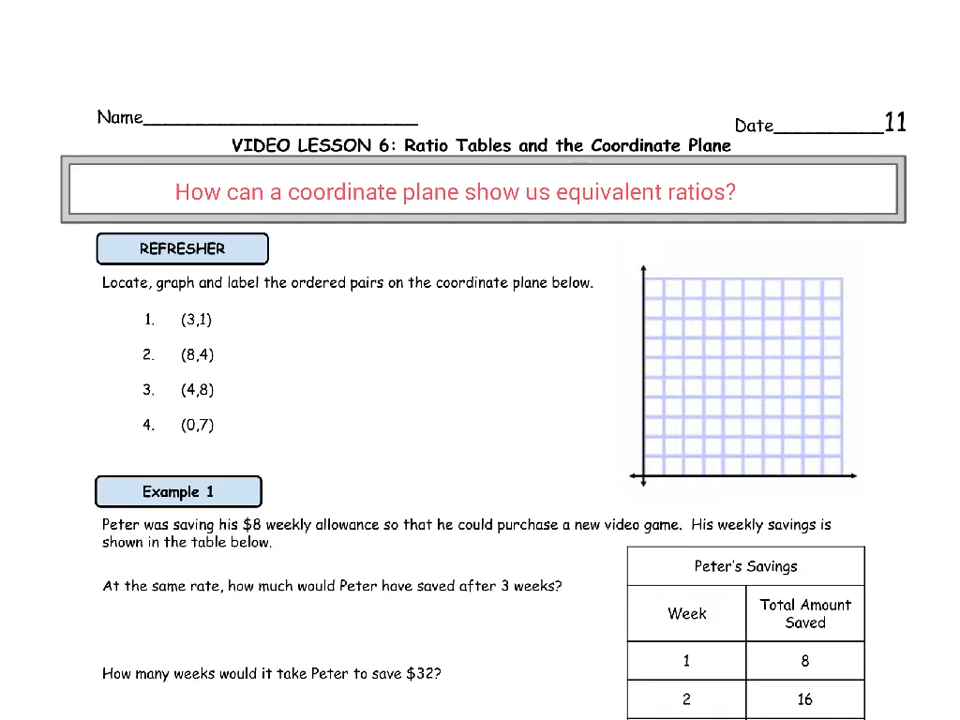 Name__________________________ Date__________11
VIDEO LESSON 6: Ratio Tables and the Coordinate Plane
How can a coordinate plane show us equivalent ratios?
REFRESHER
Locate, graph and label the ordered pairs on the coordinate plane below.
1. (3,1)
2. (8,4)
3. (4,8)
4. (0,7)
Example 1
Peter was saving his $8 weekly allowance so that he could purchase a new video game. His weekly savings is
shown in the table below.
At the same rate, how much would Peter have saved after 3 weeks?
How many weeks would it take Peter to save $32?
Peter's Savings
Week Total Amount
Saved
1 8
2 16